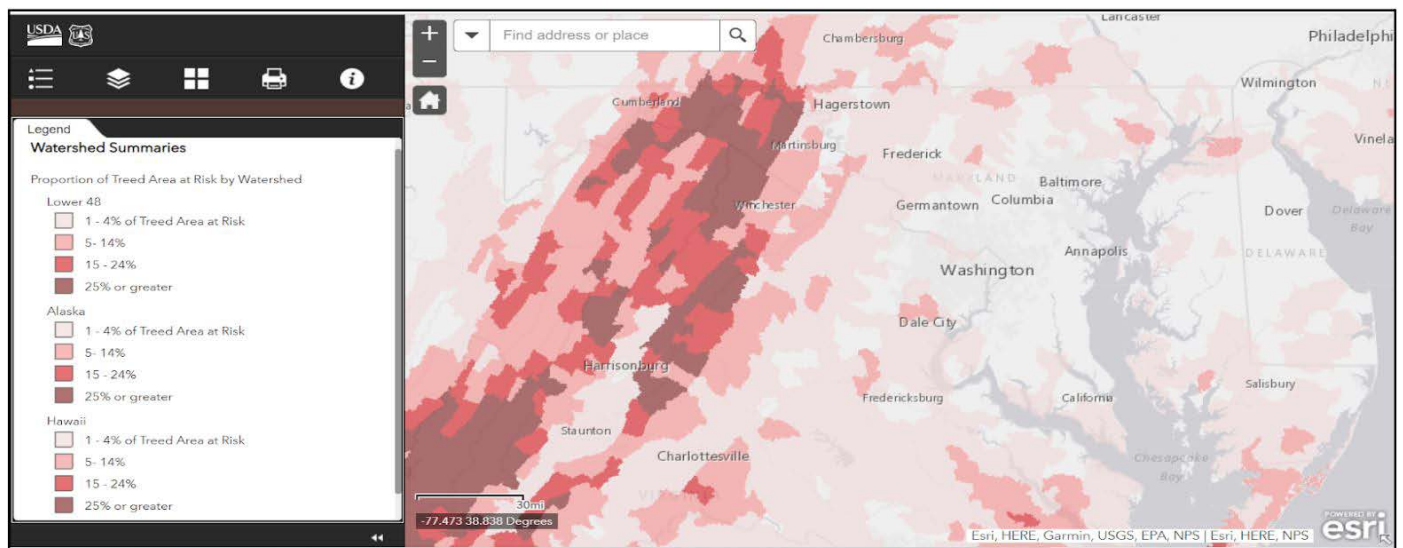 USDA
UAS
Legend
Watershed Summaries
Proportion of Treed Area at Risk by Watershed
Lower 48
1 - 4% of Treed Area at Risk
5- 14%
15 - 24%
25% or greater
Alaska
1 - 4% of Treed Area at Risk
5- 14%
15 - 24%
25% or greater
Hawaii
1 - 4% of Treed Area at Risk
5- 14%
15 - 24%
25% or greater
+
Find address or place
−
Lancaster
Chambersburg
Philadelphi
Wilmington
N E
Cumberland
Hagerstown
Martinsburg
Vinela
Frederick
MARYLAND
Baltimore
Winchester
Germantown
Columbia
Dover
Delaware
Bay
Annapolis
DELAWARE
Washington
Dale City
Harrisonburg
Fredericksburg
California
Salisbury
Staunton
Charlottesville
Chesapeake
Bay
VIRGINIA
30mi
-77.473 38.838 Degrees
Esri, HERE, Garmin, USGS, EPA, NPS | Esri, HERE, NPS
POWERED BY
esri